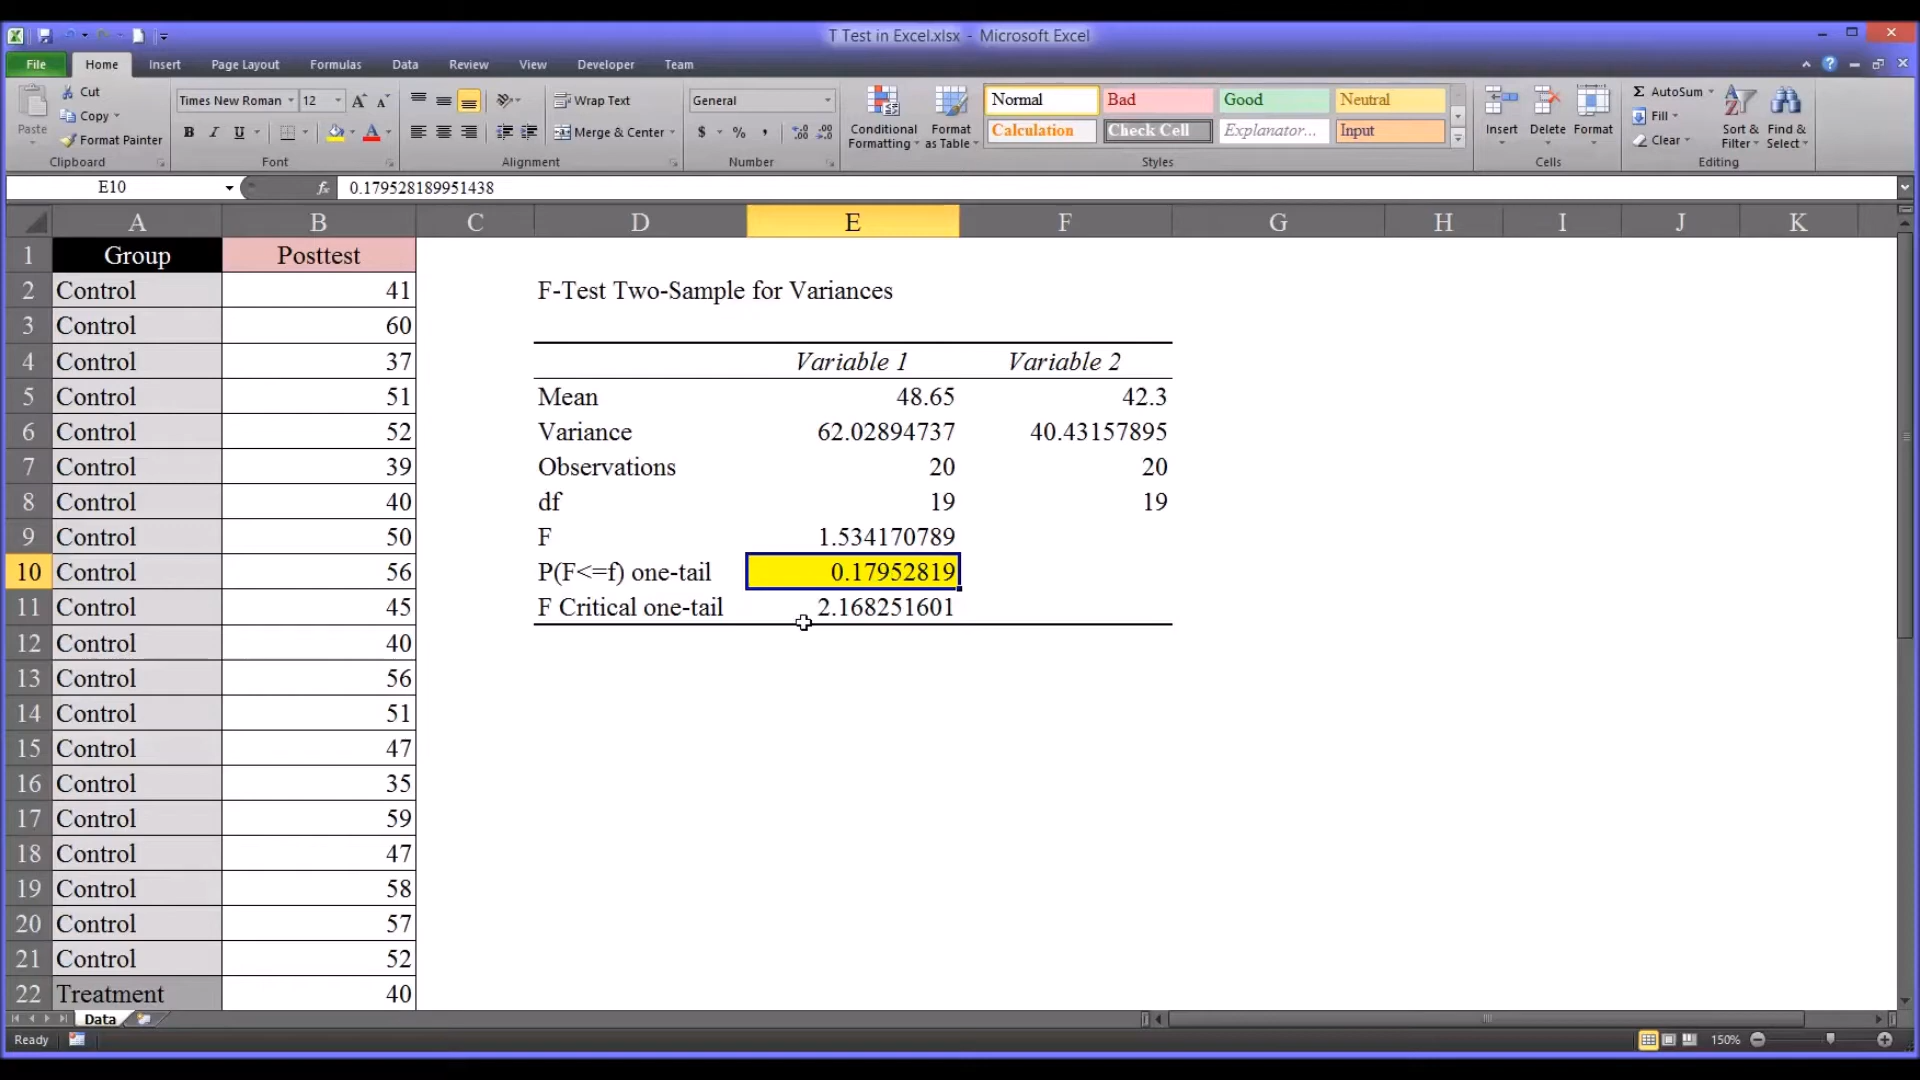 T Test in Excel.xlsx - Microsoft Excel
File Home Insert Page Layout Formulas Data Review View Developer Team
Paste
Cut
Copy
Format Painter
Clipboard
Times New Roman 12
B I U
Font
Wrap Text
Merge & Center
Alignment
General
$ % ,
Number
Conditional Formatting
Format as Table
Normal Bad Good Neutral
Calculation Check Cell Explanator... Input
Styles
Insert Delete Format
Cells
AutoSum
Fill
Clear
Sort & Filter
Find & Select
Editing
E10 fx 0.179528189951438
A B C D E F G H I J K
1 Group Posttest
2 Control 41 F-Test Two-Sample for Variances
3 Control 60
4 Control 37 Variable 1 Variable 2
5 Control 51 Mean 48.65 42.3
6 Control 52 Variance 62.02894737 40.43157895
7 Control 39 Observations 20 20
8 Control 40 df 19 19
9 Control 50 F 1.534170789
10 Control 56 P(F<=f) one-tail 0.17952819
11 Control 45 F Critical one-tail 2.168251601
12 Control 40
13 Control 56
14 Control 51
15 Control 47
16 Control 35
17 Control 59
18 Control 47
19 Control 58
20 Control 57
21 Control 52
22 Treatment 40
Data
Ready 150%